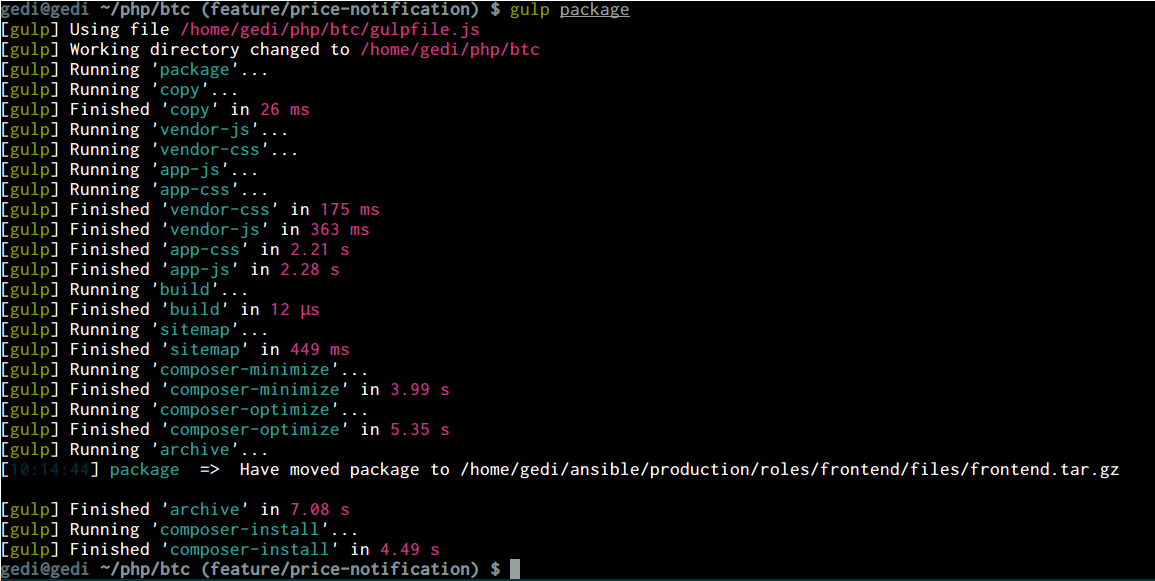 gedi@gedi ~/php/btc (feature/price-notification) $ gulp package
[gulp] Using file /home/gedi/php/btc/gulpfile.js
[gulp] Working directory changed to /home/gedi/php/btc
[gulp] Running 'package'...
[gulp] Running 'copy'...
[gulp] Finished 'copy' in 26 ms
[gulp] Running 'vendor-js'...
[gulp] Running 'vendor-css'...
[gulp] Running 'app-js'...
[gulp] Running 'app-css'...
[gulp] Finished 'vendor-css' in 175 ms
[gulp] Finished 'vendor-js' in 363 ms
[gulp] Finished 'app-css' in 2.21 s
[gulp] Finished 'app-js' in 2.28 s
[gulp] Running 'build'...
[gulp] Finished 'build' in 12 μs
[gulp] Running 'sitemap'...
[gulp] Finished 'sitemap' in 449 ms
[gulp] Running 'composer-minimize'...
[gulp] Finished 'composer-minimize' in 3.99 s
[gulp] Running 'composer-optimize'...
[gulp] Finished 'composer-optimize' in 5.35 s
[gulp] Running 'archive'...
[10:14:44] package  =>  Have moved package to /home/gedi/ansible/production/roles/frontend/files/frontend.tar.gz
[gulp] Finished 'archive' in 7.08 s
[gulp] Running 'composer-install'...
[gulp] Finished 'composer-install' in 4.49 s
gedi@gedi ~/php/btc (feature/price-notification) $